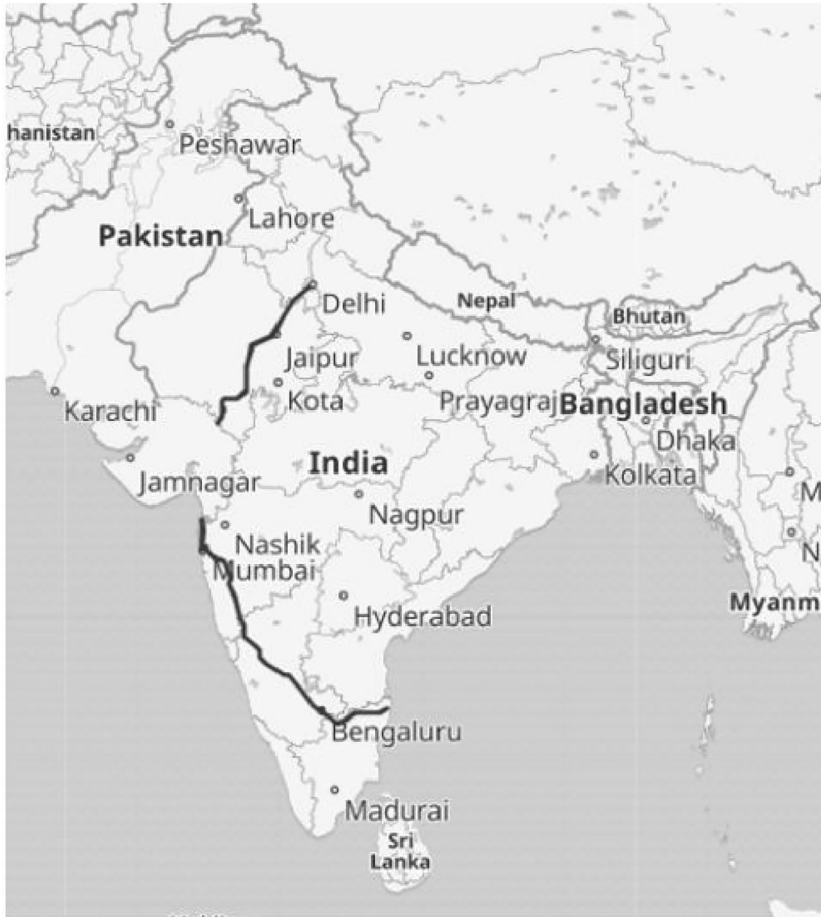 hanistan
Peshawar
Lahore
Pakistan
Delhi
Nepal
Bhutan
Jaipur
Lucknow
Siliguri
Karachi
Kota
Prayagraj
Bangladesh
Dhaka
India
Kolkata
Jamnagar
M
Nagpur
Nashik
N
Mumbai
Myanm
Hyderabad
Bengaluru
Madurai
Sri
Lanka